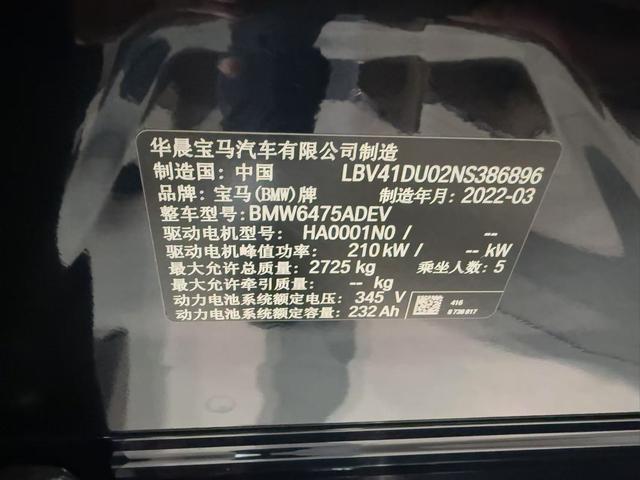 华晨宝马汽车有限公司制造
制造国：中国 LBV41DU02NS386896
品牌：宝马(BMW)牌 制造年月：2022-03
整车型号：BMW6475ADEV
驱动电机型号： HA0001N0 / --
驱动电机峰值功率： 210 kW / -- kW
最大允许总质量： 2725 kg 乘坐人数：5
最大允许牵引质量： -- kg
动力电池系统额定电压： 345 V
动力电池系统额定容量： 232 Ah
416
8 738 817